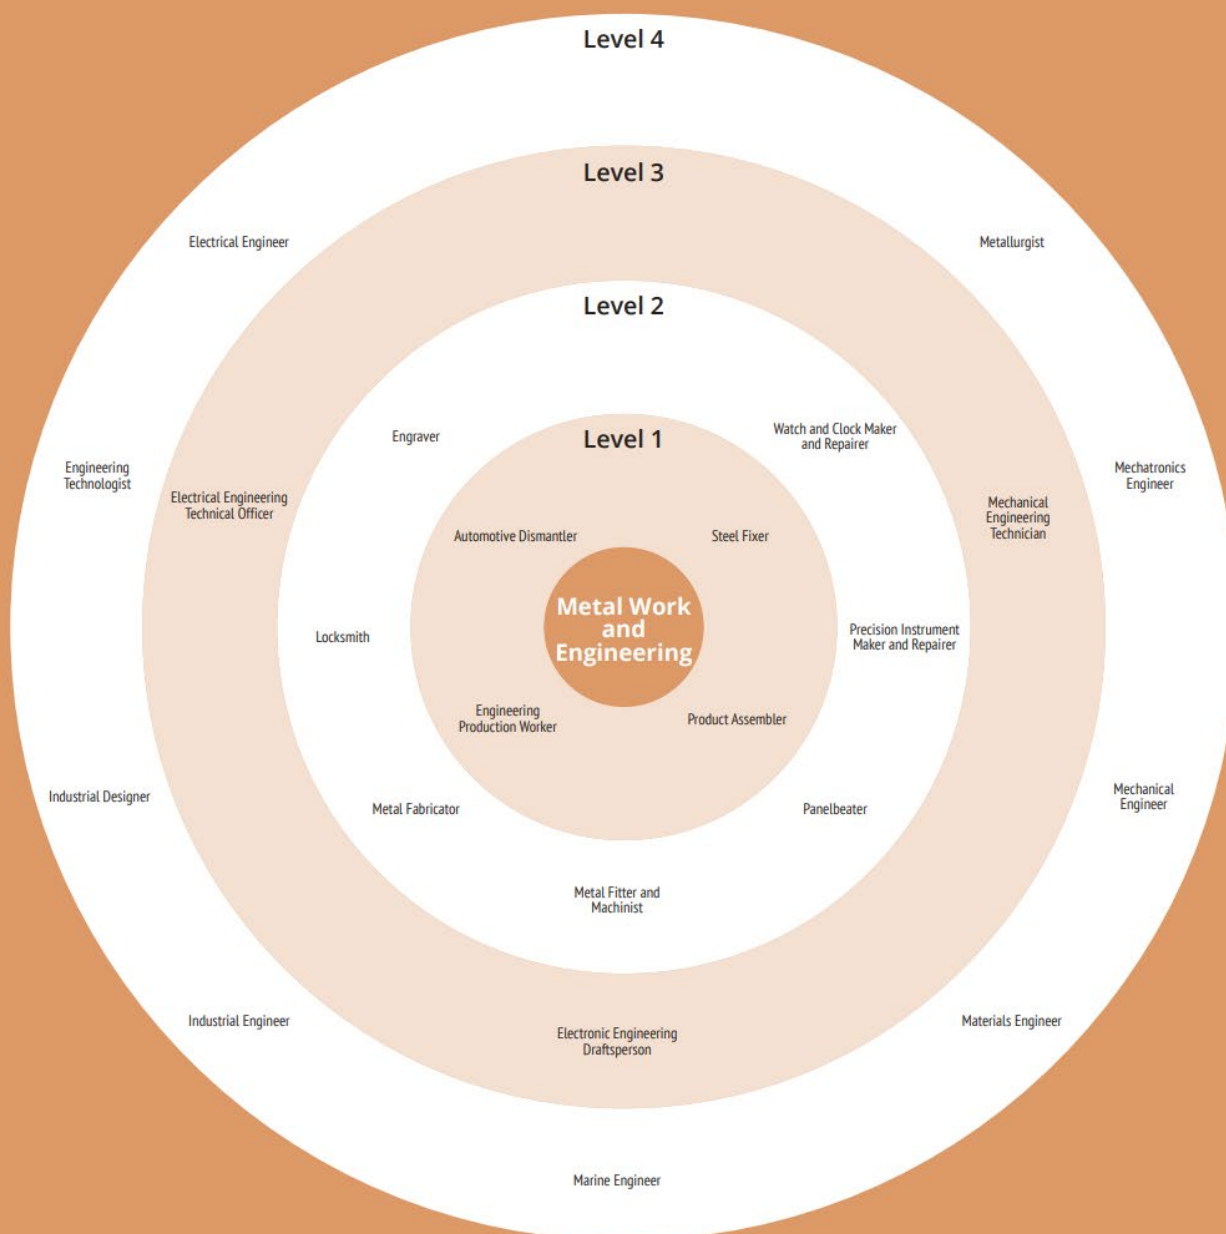 Level 4
Electrical Engineer
Metallurgist
Engineering
Technologist
Mechatronics
Engineer
Industrial Designer
Mechanical
Engineer
Industrial Engineer
Materials Engineer
Marine Engineer
Level 3
Electrical Engineering
Technical Officer
Mechanical
Engineering
Technician
Electronic Engineering
Draftsperson
Level 2
Engraver
Watch and Clock Maker
and Repairer
Locksmith
Precision Instrument
Maker and Repairer
Metal Fabricator
Panelbeater
Metal Fitter and
Machinist
Level 1
Automotive Dismantler
Steel Fixer
Engineering
Production Worker
Product Assembler
Metal Work
and
Engineering